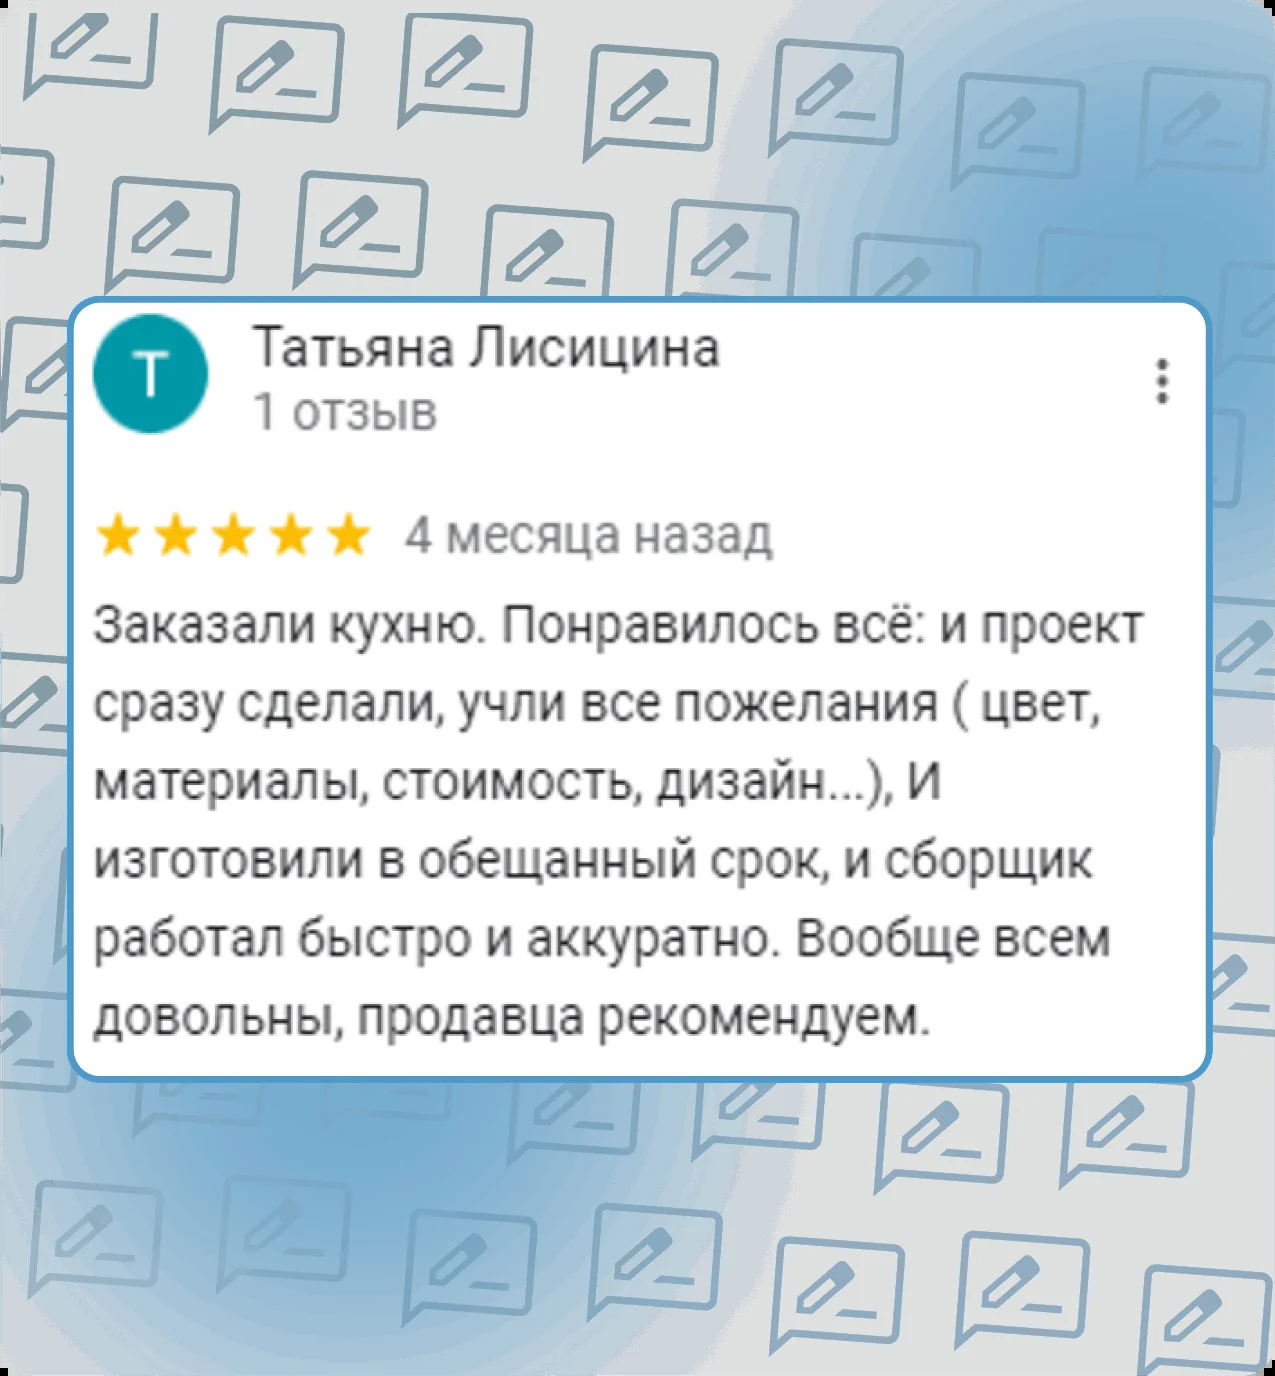 Т
Татьяна Лисицина
1 отзыв
4 месяца назад
Заказали кухню. Понравилось всё: и проект
сразу сделали, учли все пожелания ( цвет,
материалы, стоимость, дизайн...), И
изготовили в обещанный срок, и сборщик
работал быстро и аккуратно. Вообще всем
довольны, продавца рекомендуем.